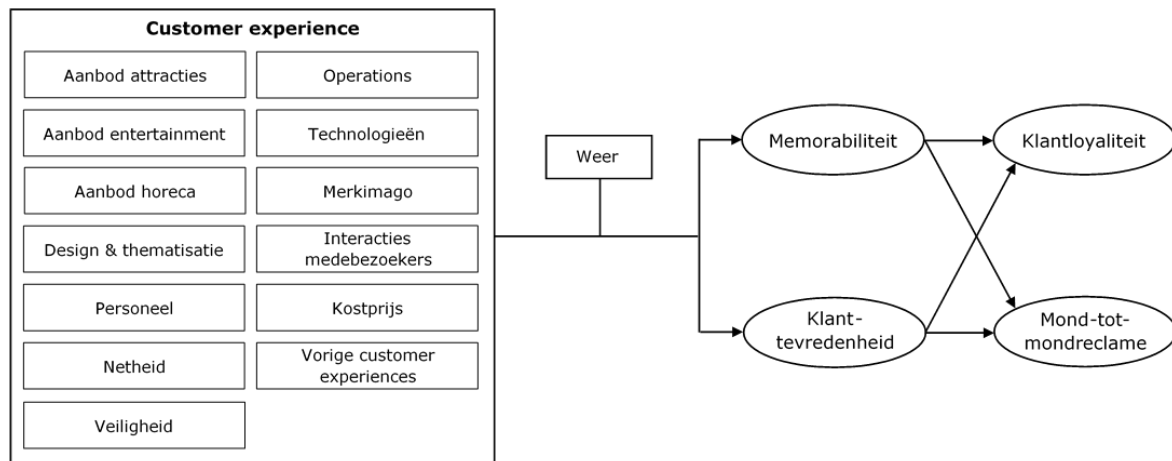 Customer experience
Aanbod attracties
Operations
Aanbod entertainment
Technologieën
Aanbod horeca
Merkimago
Design & thematisatie
Interacties
medebezoekers
Personeel
Kostprijs
Netheid
Vorige customer
experiences
Veiligheid
Weer
Memorabiliteit
Klantloyaliteit
Klant-
tevredenheid
Mond-tot-
mondreclame